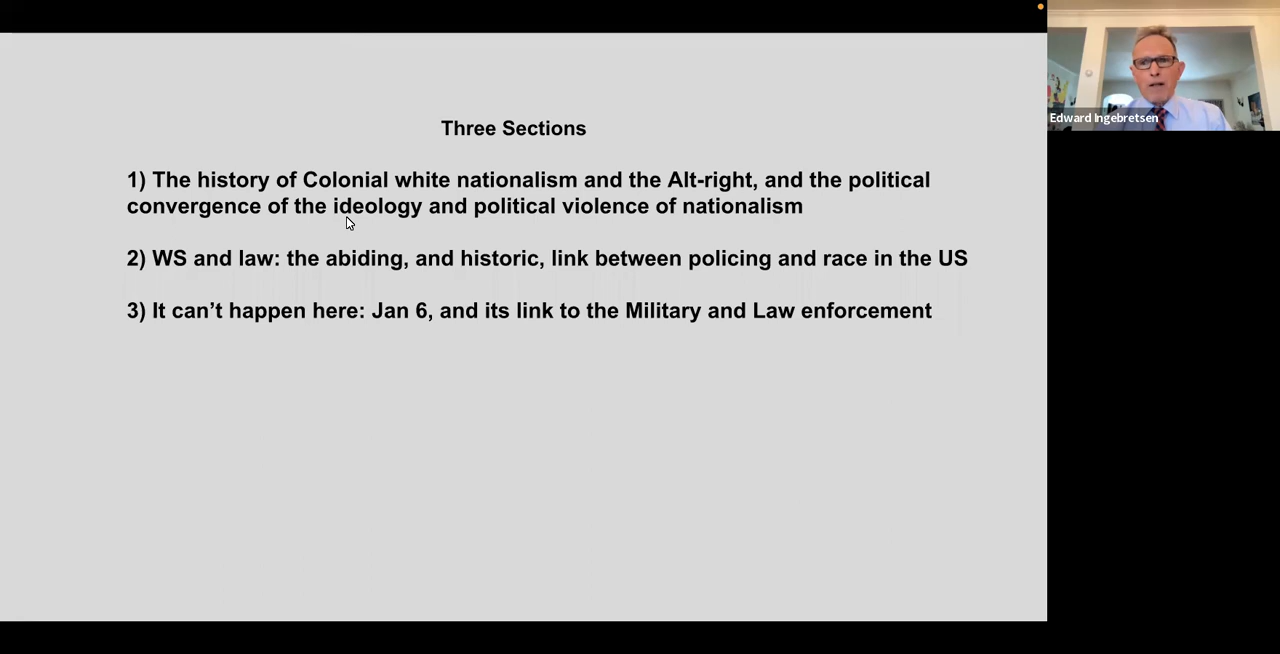 Three Sections
1) The history of Colonial white nationalism and the Alt-right, and the political
convergence of the ideology and political violence of nationalism
2) WS and law: the abiding, and historic, link between policing and race in the US
3) It can’t happen here: Jan 6, and its link to the Military and Law enforcement
Edward Ingebretsen